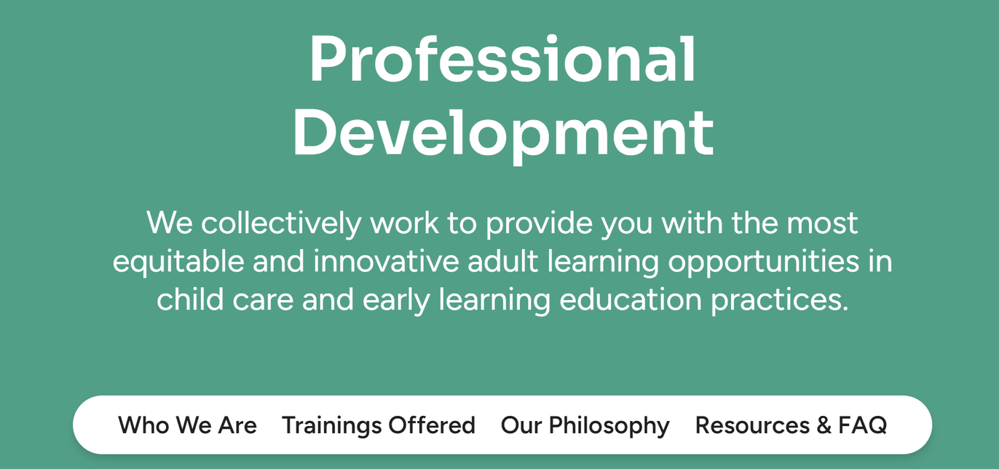 Professional
Development
We collectively work to provide you with the most
equitable and innovative adult learning opportunities in
child care and early learning education practices.
Who We Are Trainings Offered Our Philosophy Resources & FAQ